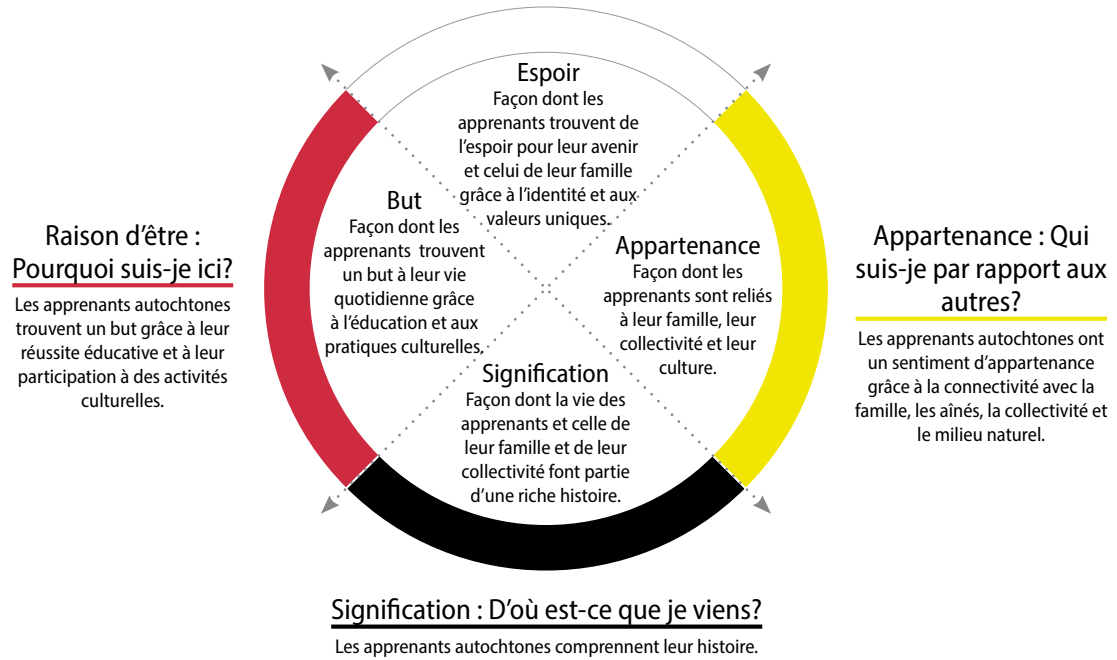 Espoir
Façon dont les
apprenants trouvent de
l'espoir pour leur avenir
et celui de leur famille
grâce à l'identité et aux
valeurs uniques.
But
Façon dont les
apprenants trouvent
un but à leur vie
quotidienne grâce
à l'éducation et aux
pratiques culturelles.
Appartenance
Façon dont les
apprenants sont reliés
à leur famille, leur
collectivité et leur
culture.
Signification
Façon dont la vie des
apprenants et celle de
leur famille et de leur
collectivité font partie
d'une riche histoire.
Raison d'être :
Pourquoi suis-je ici?
Les apprenants autochtones
trouvent un but grâce à leur
réussite éducative et à leur
participation à des activités
culturelles.
Appartenance : Qui
suis-je par rapport aux
autres?
Les apprenants autochtones ont
un sentiment d'appartenance
grâce à la connectivité avec la
famille, les aînés, la collectivité et
le milieu naturel.
Signification : D'où est-ce que je viens?
Les apprenants autochtones comprennent leur histoire.